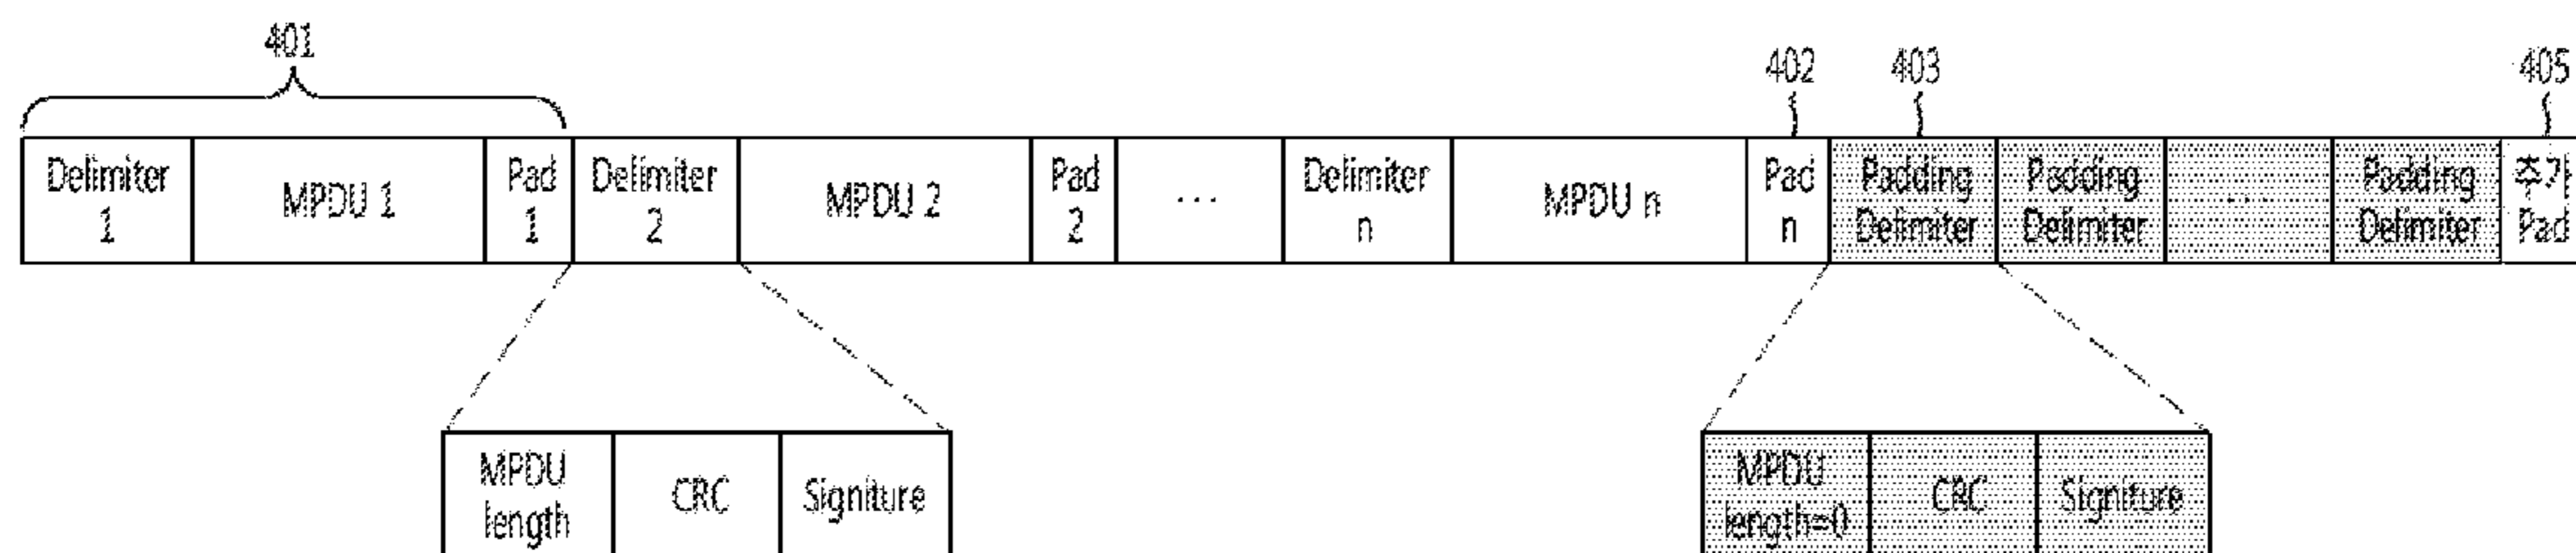 401
402
403
405
Delimiter
1
MPDU 1
Pad
1
Delimiter
2
MPDU 2
Pad
2
...
Delimiter
n
MPDU n
Pad
n
Padding
Delimiter
Padding
Delimiter
...
Padding
Delimiter
추가
Pad
MPDU
length
CRC
Signiture
MPDU
length=0
CRC
Signiture